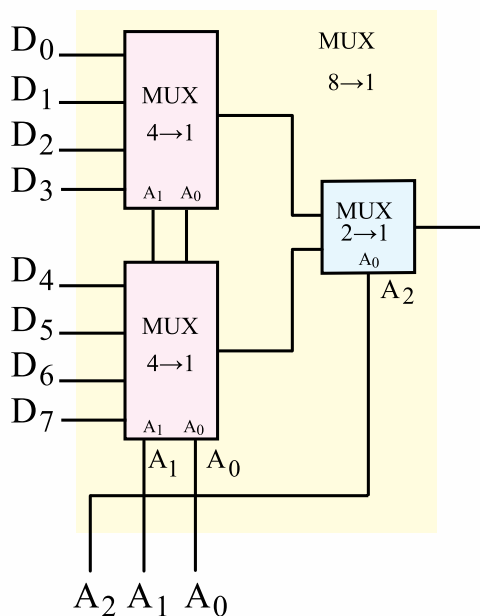 D0
D1
D2
D3
MUX
4→1
A1 A0
MUX
8→1
MUX
2→1
A0
A2
D4
D5
D6
D7
MUX
4→1
A1 A0
A1 A0
A2 A1 A0